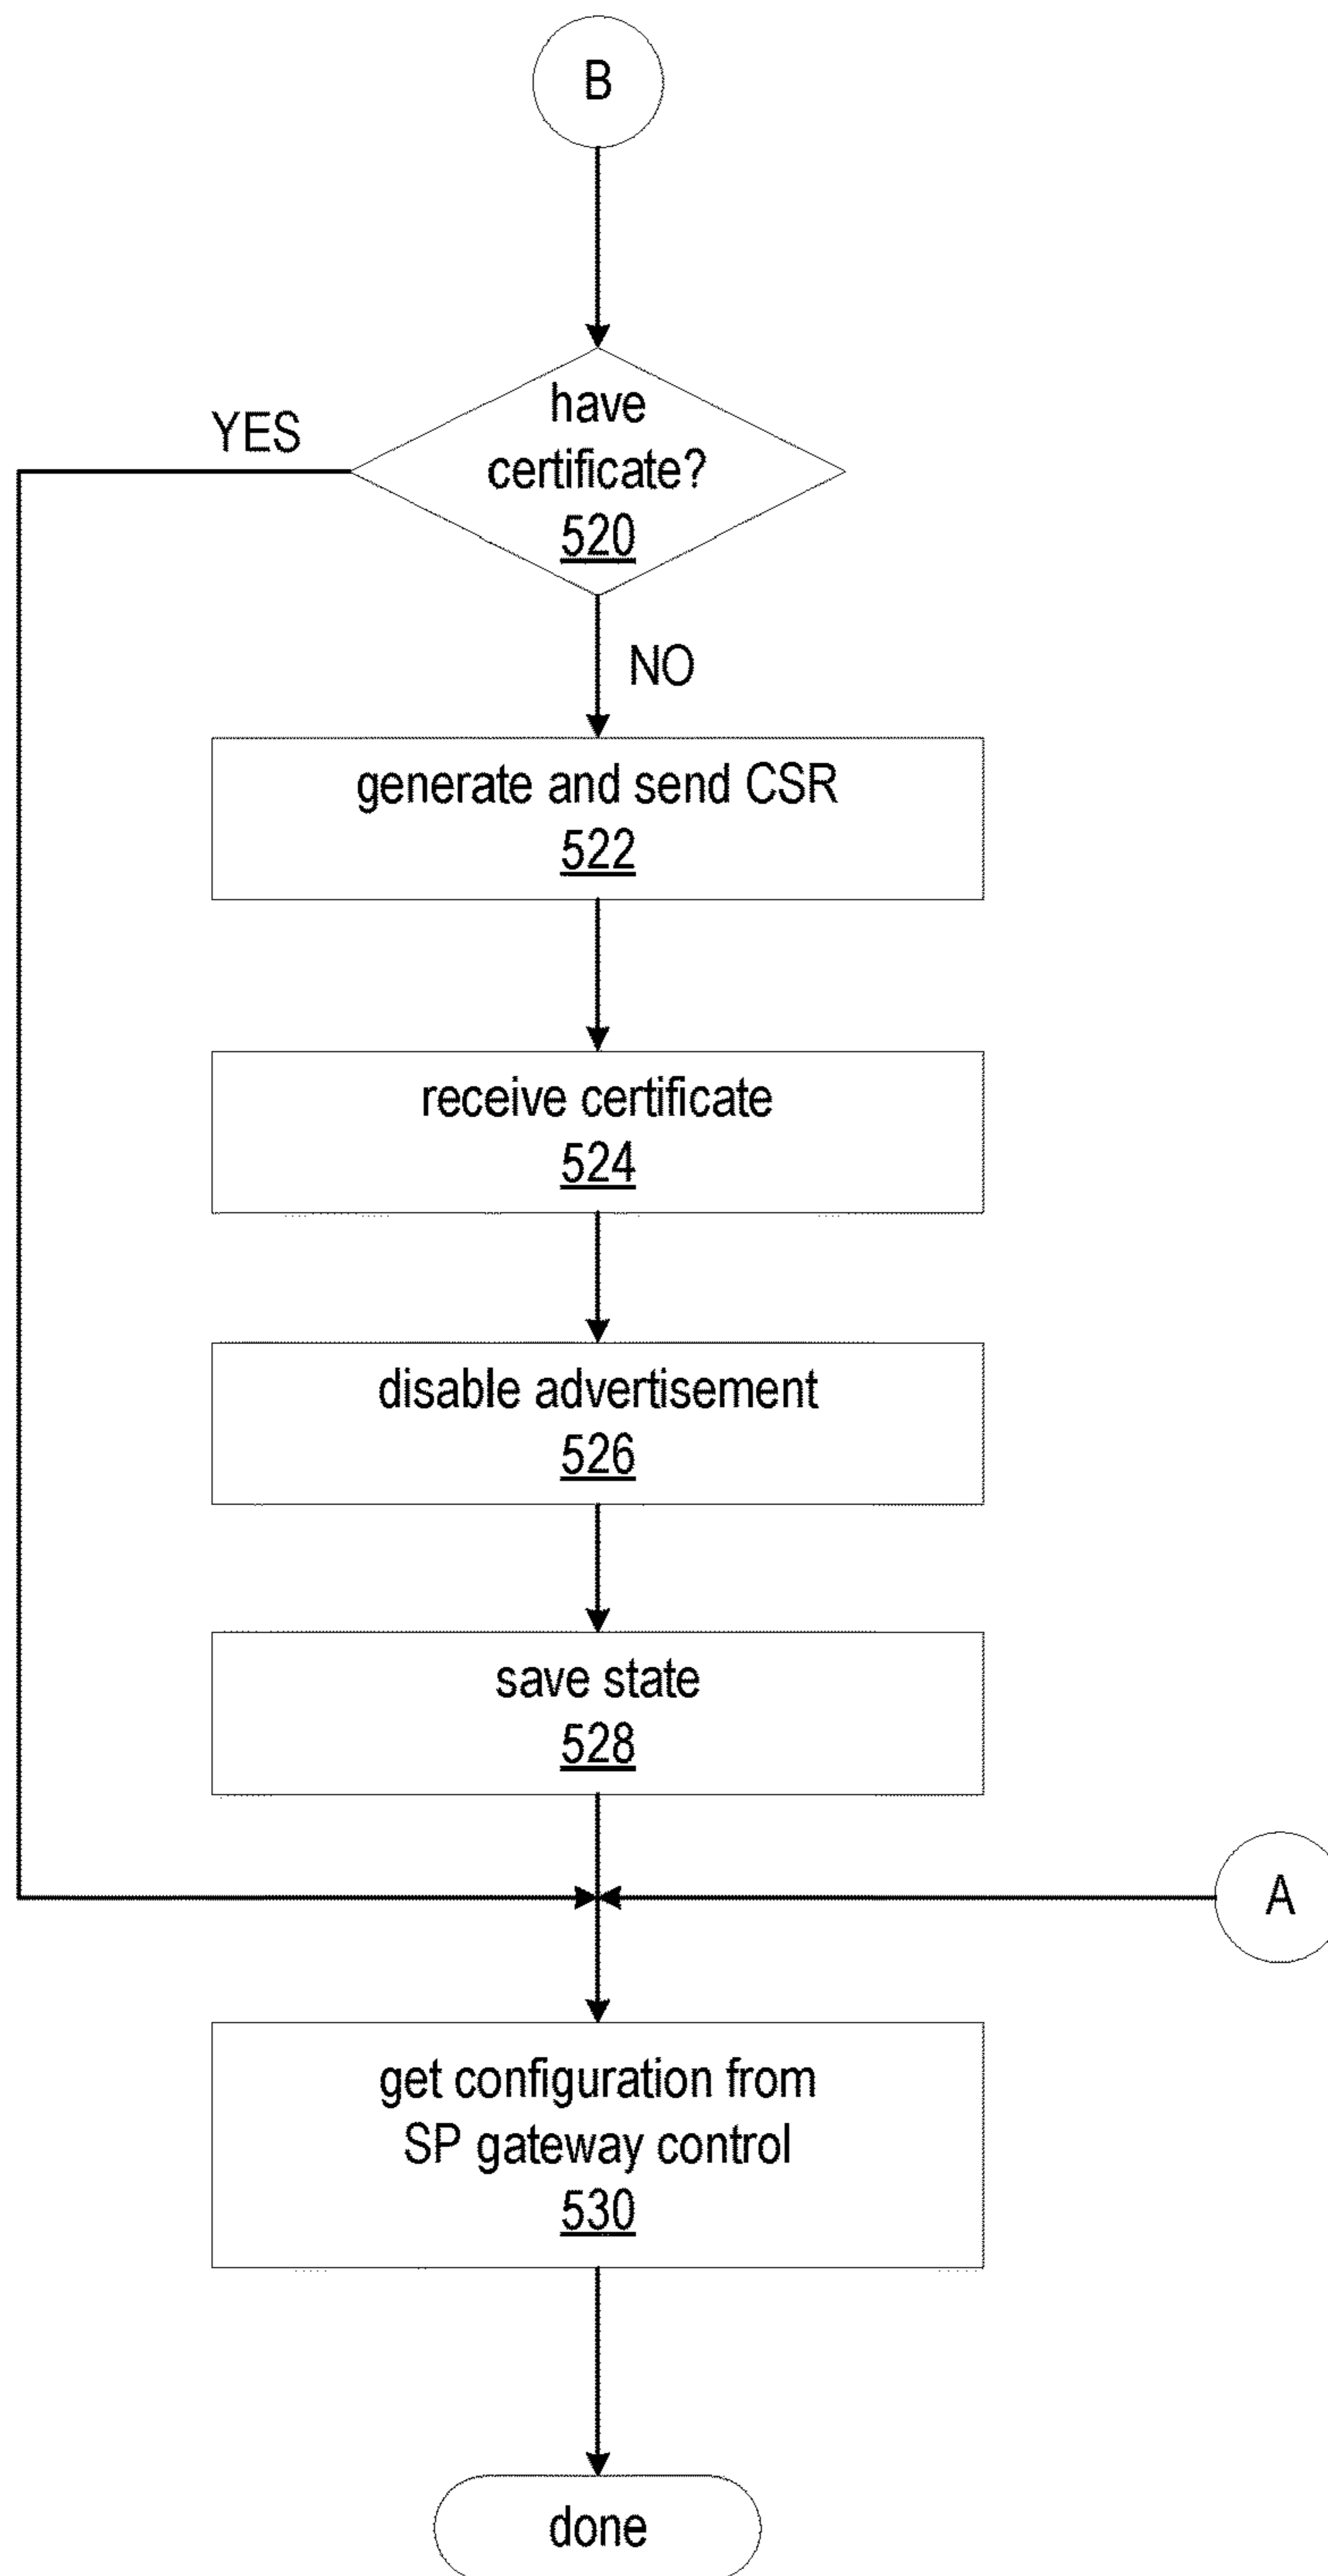 B
have
certificate?
520
YES
NO
generate and send CSR
522
receive certificate
524
disable advertisement
526
save state
528
A
get configuration from
SP gateway control
530
done